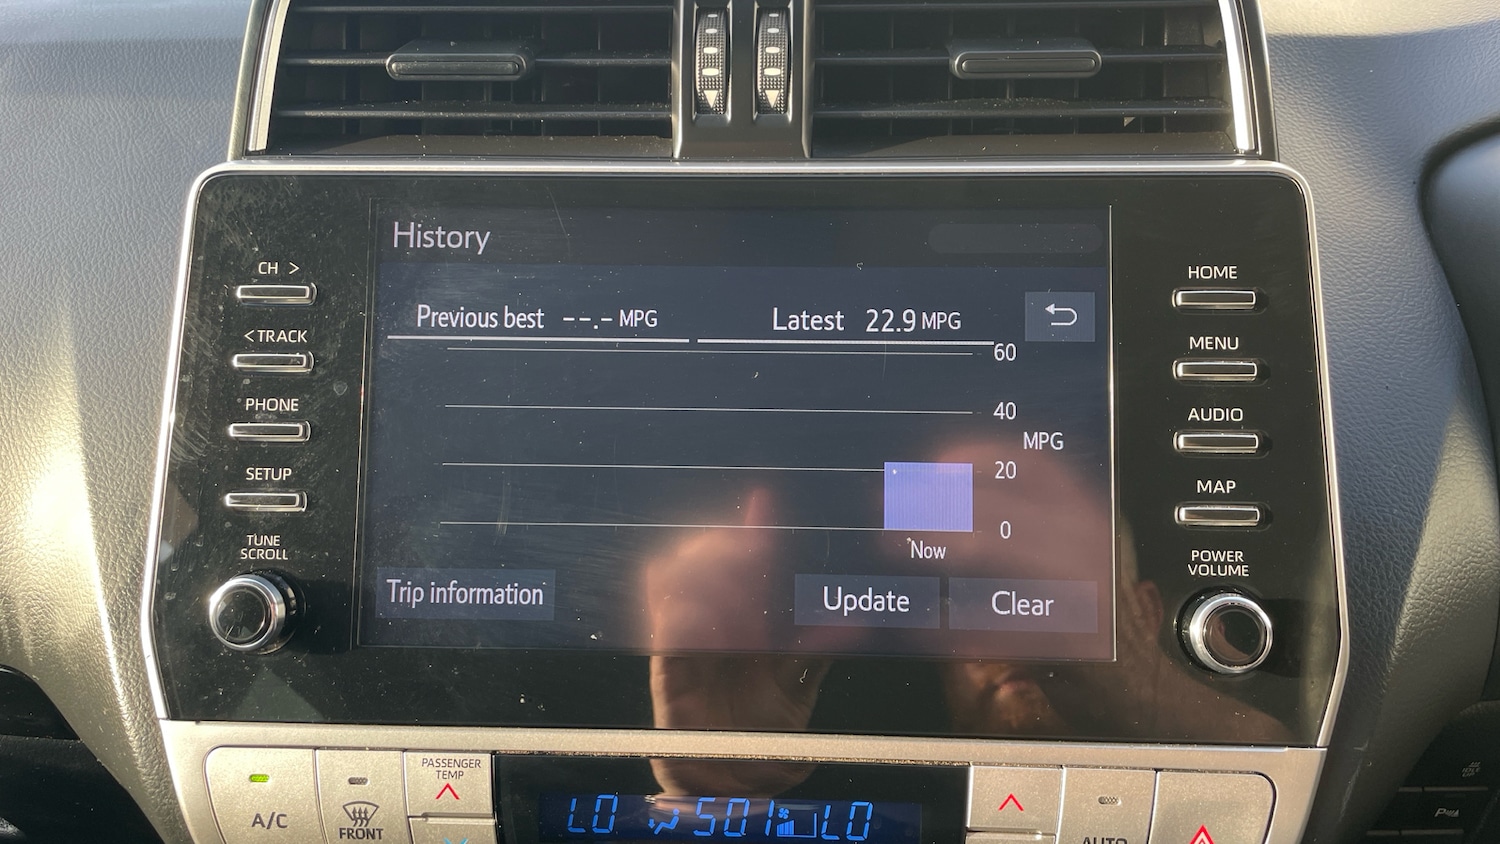 History
CH >
Previous best --.- MPG
Latest 22.9 MPG
HOME
< TRACK
MENU
60
PHONE
40
AUDIO
MPG
SETUP
20
MAP
0
TUNE
SCROLL
Now
POWER
VOLUME
Trip information
Update
Clear
PASSENGER
TEMP
A/C
FRONT
LO
LO
AUTO